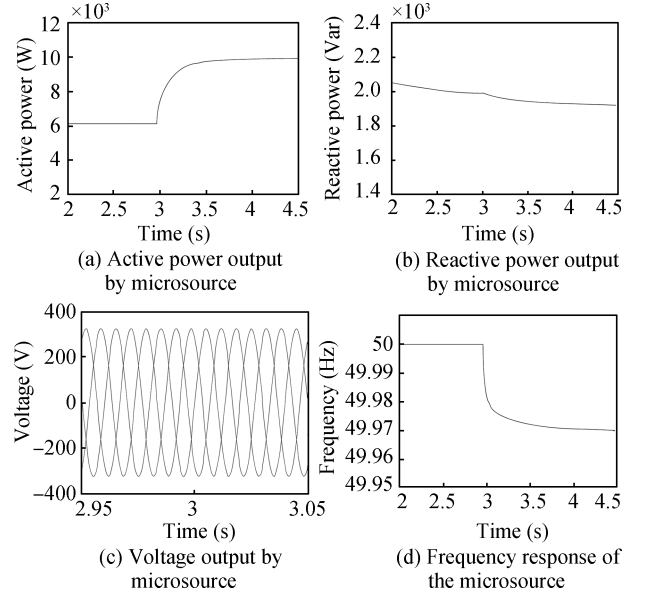 ×10³
12
10
8
6
4
2
2 2.5 3 3.5 4 4.5
Active power (W)
Time (s)
(a) Active power output
by microsource
×10³
2.4
2.2
2.0
1.8
1.6
1.4
2 2.5 3 3.5 4 4.5
Reactive power (Var)
Time (s)
(b) Reactive power output
by microsource
400
200
0
−200
−400
2.95 3 3.05
Voltage (V)
Time (s)
(c) Voltage output by
microsource
50
49.99
49.98
49.97
49.96
49.95
2 2.5 3 3.5 4 4.5
Frequency (Hz)
Time (s)
(d) Frequency response of
the microsource